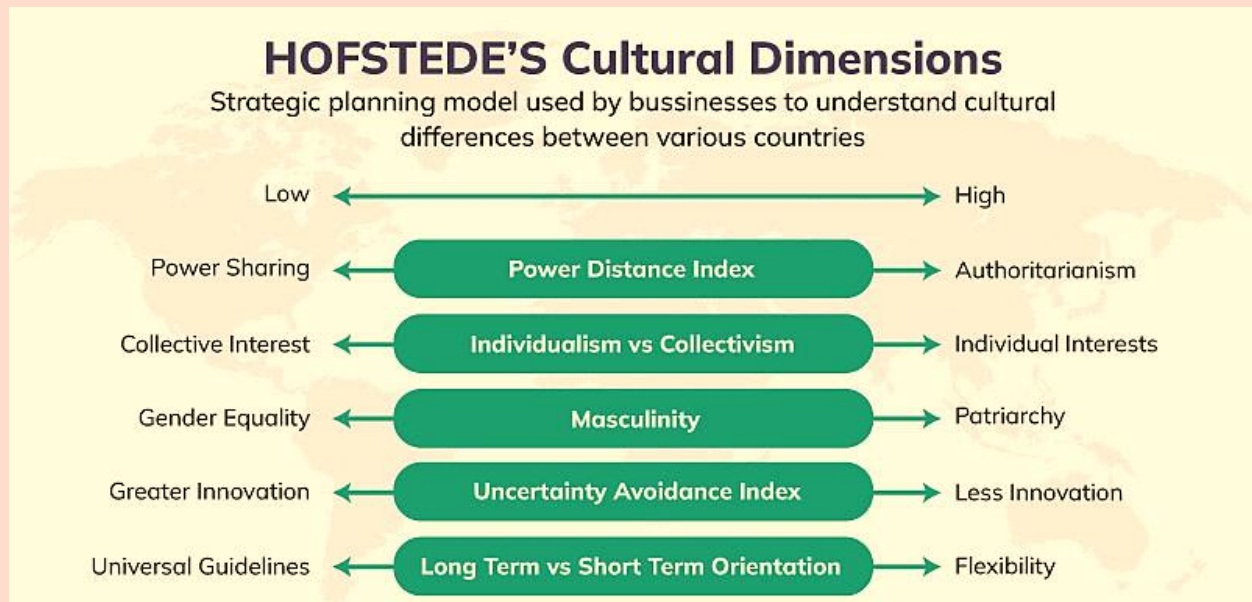 HOFSTEDE'S Cultural Dimensions
Strategic planning model used by bussinesses to understand cultural
differences between various countries
Low High
Power Sharing Power Distance Index Authoritarianism
Collective Interest Individualism vs Collectivism Individual Interests
Gender Equality Masculinity Patriarchy
Greater Innovation Uncertainty Avoidance Index Less Innovation
Universal Guidelines Long Term vs Short Term Orientation Flexibility